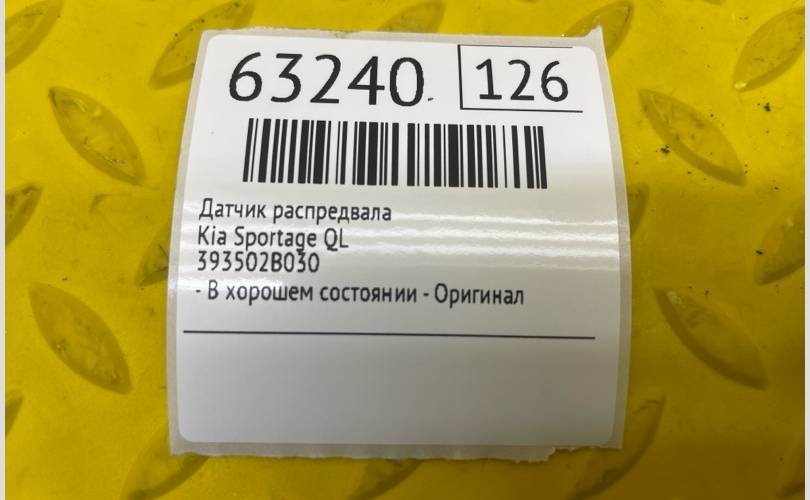 63240 126
Датчик распредвала
Kia Sportage QL
393502B030
- В хорошем состоянии - Оригинал